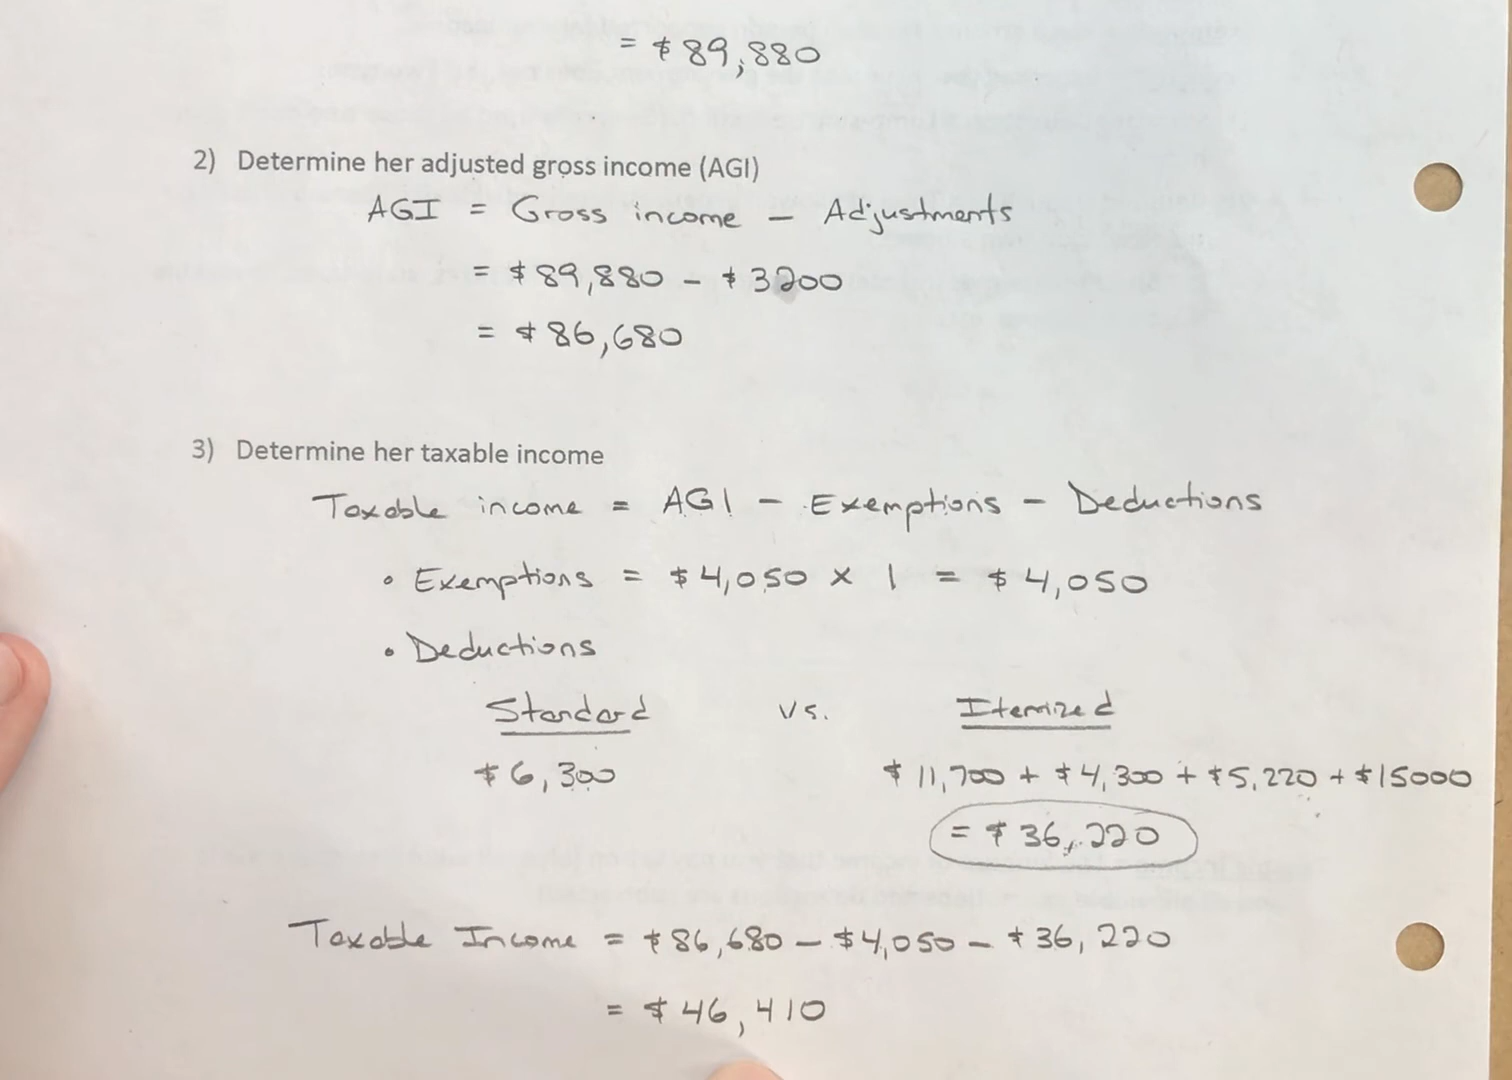 = $89,880
2) Determine her adjusted gross income (AGI)
AGI = Gross income - Adjustments
= $89,880 - $3200
= $86,680
3) Determine her taxable income
Taxable income = AGI - Exemptions - Deductions
• Exemptions = $4,050 x 1 = $4,050
• Deductions
Standard vs. Itemized
$6,300 $11,700 + $4,300 + $5,220 + $15000
= $36,220
Taxable Income = $86,680 - $4,050 - $36,220
= $46,410